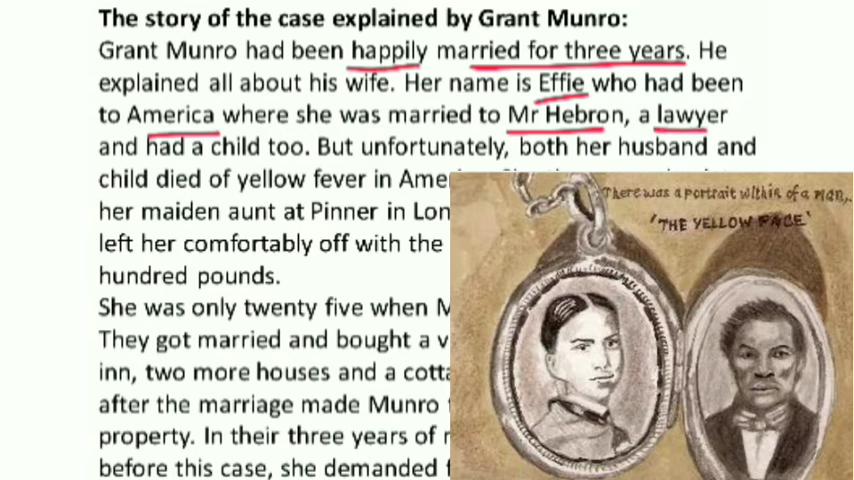 The story of the case explained by Grant Munro:
Grant Munro had been happily married for three years. He
explained all about his wife. Her name is Effie who had been
to America where she was married to Mr Hebron, a lawyer
and had a child too. But unfortunately, both her husband and
child died of yellow fever in
her maiden aunt at Pinner in
left her comfortably off with the
hundred pounds.
She was only twenty five when
They got married and bought a
inn, two more houses and a
after the marriage made Munro
property. In their three years of
before this case, she demanded
There was a portrait within of a man,.
'THE YELLOW FACE'